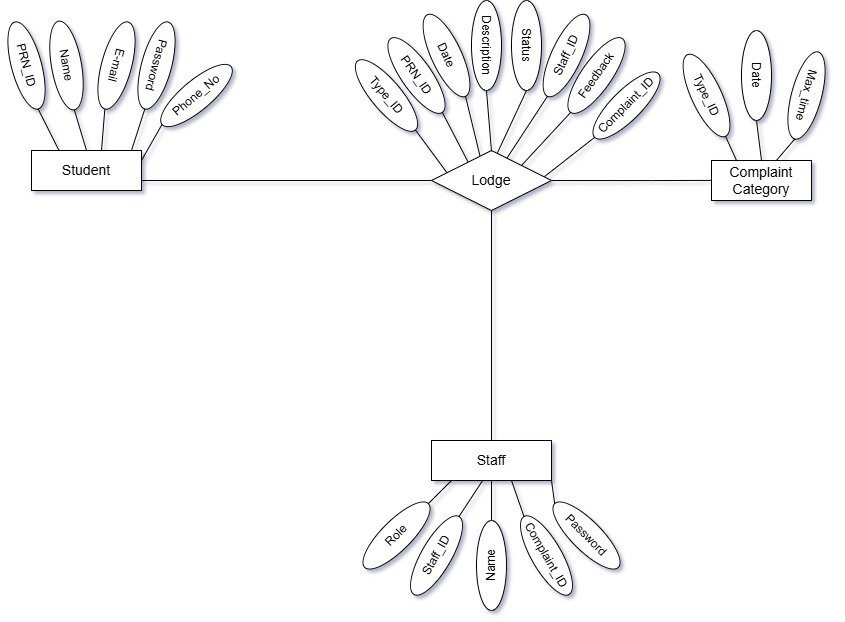 PRN_ID
Name
E-mail
Password
Phone_No
Student
Type_ID
PRN_ID
Date
Description
Status
Staff_ID
Feedback
Complaint_ID
Lodge
Type_ID
Date
Max_time
Complaint
Category
Staff
Role
Staff_ID
Name
Complaint_ID
Password